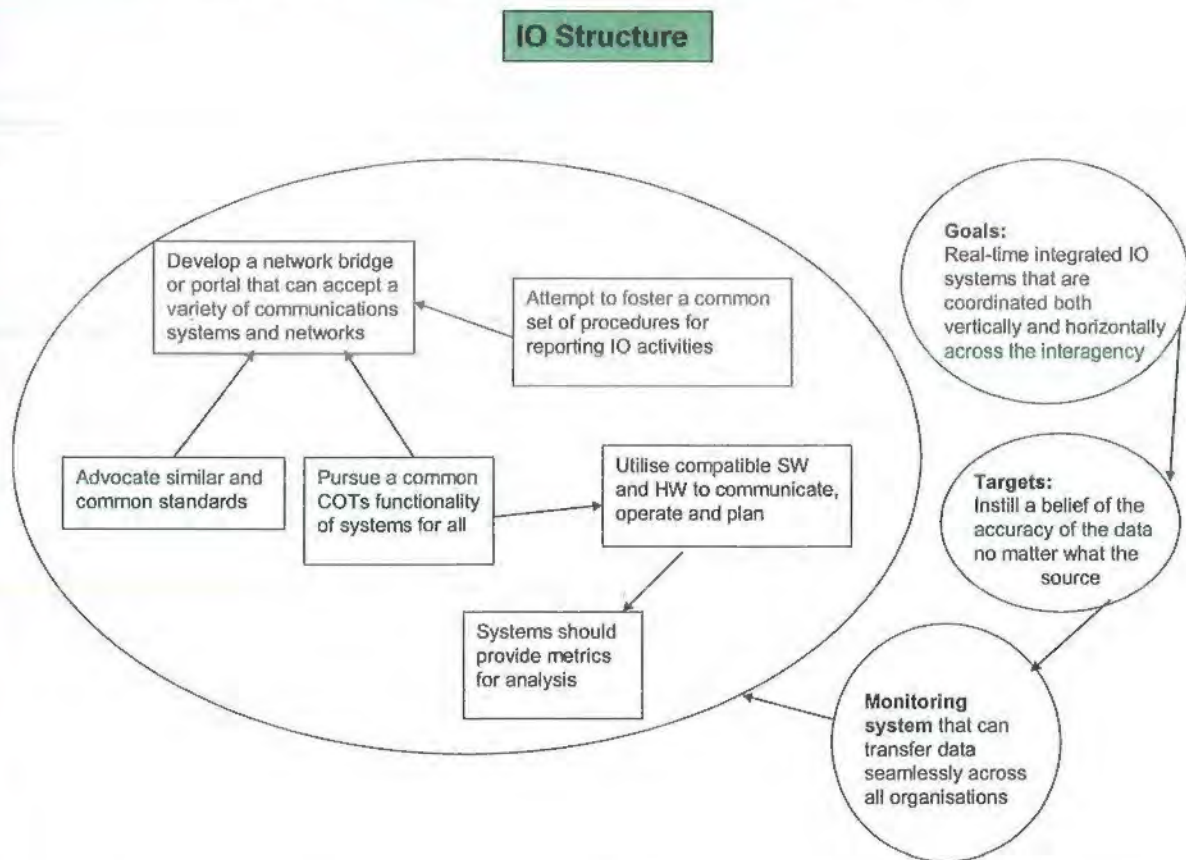 IO Structure
Develop a network bridge
or portal that can accept a
variety of communications
systems and networks
Attempt to foster a common
set of procedures for
reporting IO activities
Advocate similar and
common standards
Pursue a common
COTs functionality
of systems for all
Utilise compatible SW
and HW to communicate,
operate and plan
Systems should
provide metrics
for analysis
Goals:
Real-time integrated IO
systems that are
coordinated both
vertically and horizontally
across the interagency
Targets:
Instill a belief of the
accuracy of the data
no matter what the
source
Monitoring
system that can
transfer data
seamlessly across
all organisations